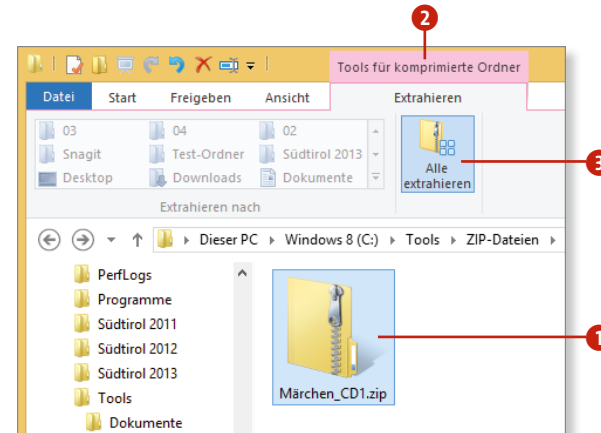 2
Tools für komprimierte Ordner
Datei Start Freigeben Ansicht Extrahieren
03 04 02
Snagit Test-Ordner Südtirol 2013
Desktop Downloads Dokumente
Alle
extrahieren
3
Extrahieren nach
Dieser PC Windows 8 (C:) Tools ZIP-Dateien
PerfLogs
Programme
Südtirol 2011
Südtirol 2012
Südtirol 2013
Tools
Dokumente
Märchen_CD1.zip
1